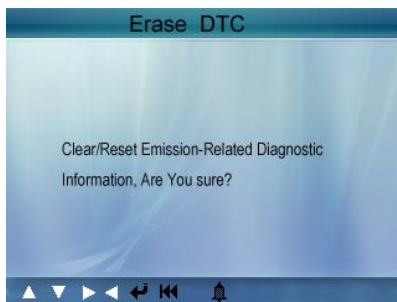 Erase DTC
Clear/Reset Emission-Related Diagnostic
Information, Are You sure?